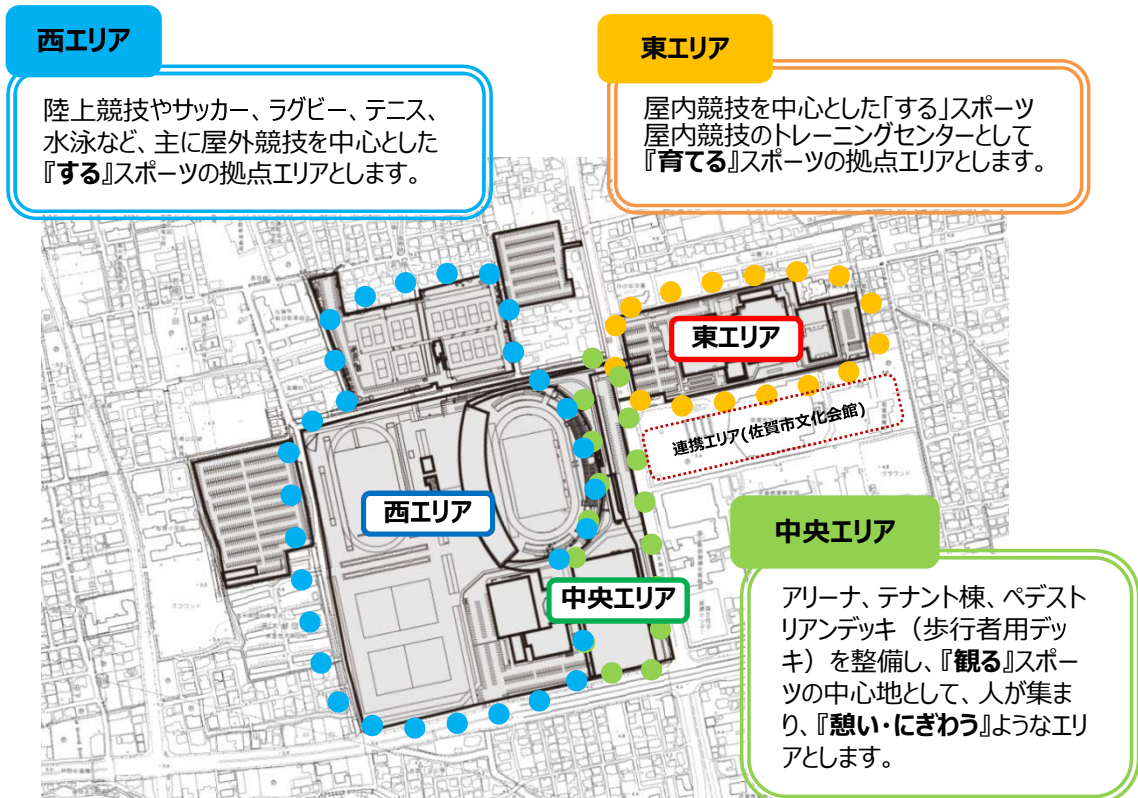 西エリア
陸上競技やサッカー、ラグビー、テニス、
水泳など、主に屋外競技を中心とした
『する』スポーツの拠点エリアとします。
東エリア
屋内競技を中心とした「する」スポーツ
屋内競技のトレーニングセンターとして
『育てる』スポーツの拠点エリアとします。
東エリア
連携エリア(佐賀市文化会館)
西エリア
中央エリア
中央エリア
アリーナ、テナント棟、ペデスト
リアンデッキ（歩行者用デッ
キ）を整備し、『観る』スポー
ツの中心地として、人が集ま
り、『憩い・にぎわう』ようなエリ
アとします。